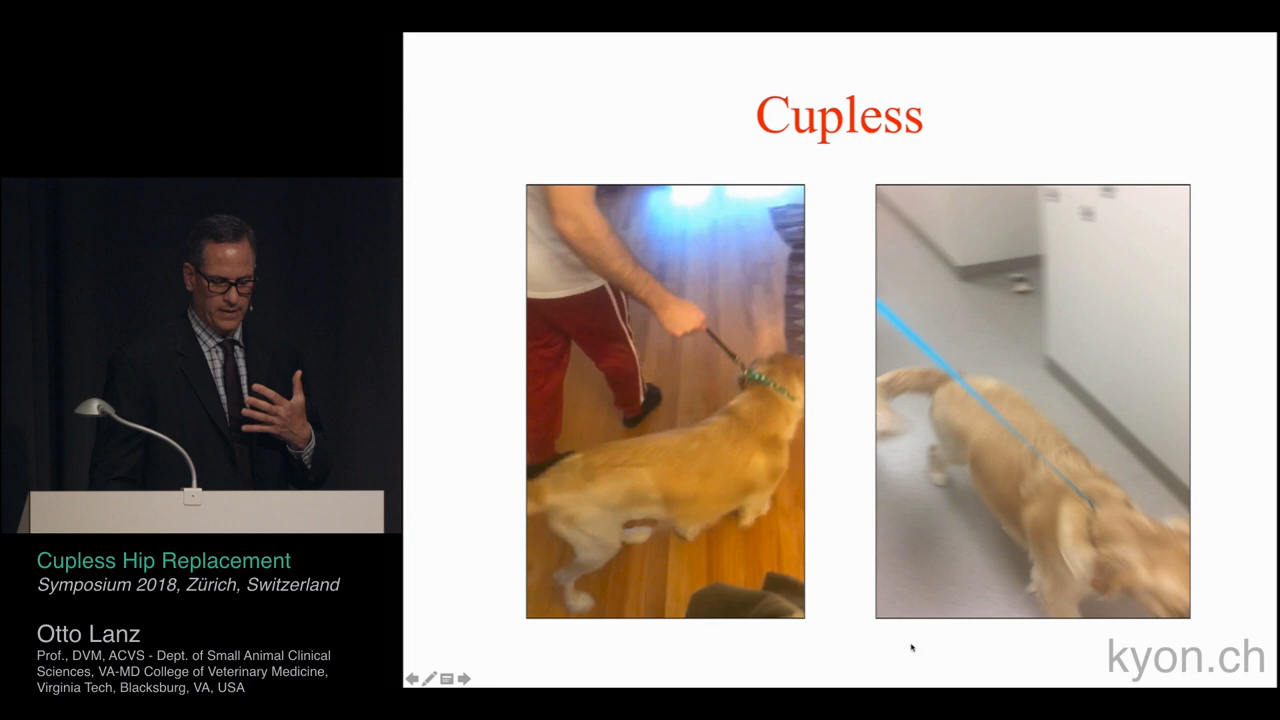 Cupless
Cupless Hip Replacement
Symposium 2018, Zürich, Switzerland
Otto Lanz
Prof., DVM, ACVS - Dept. of Small Animal Clinical
Sciences, VA-MD College of Veterinary Medicine,
Virginia Tech, Blacksburg, VA, USA
kyon.ch